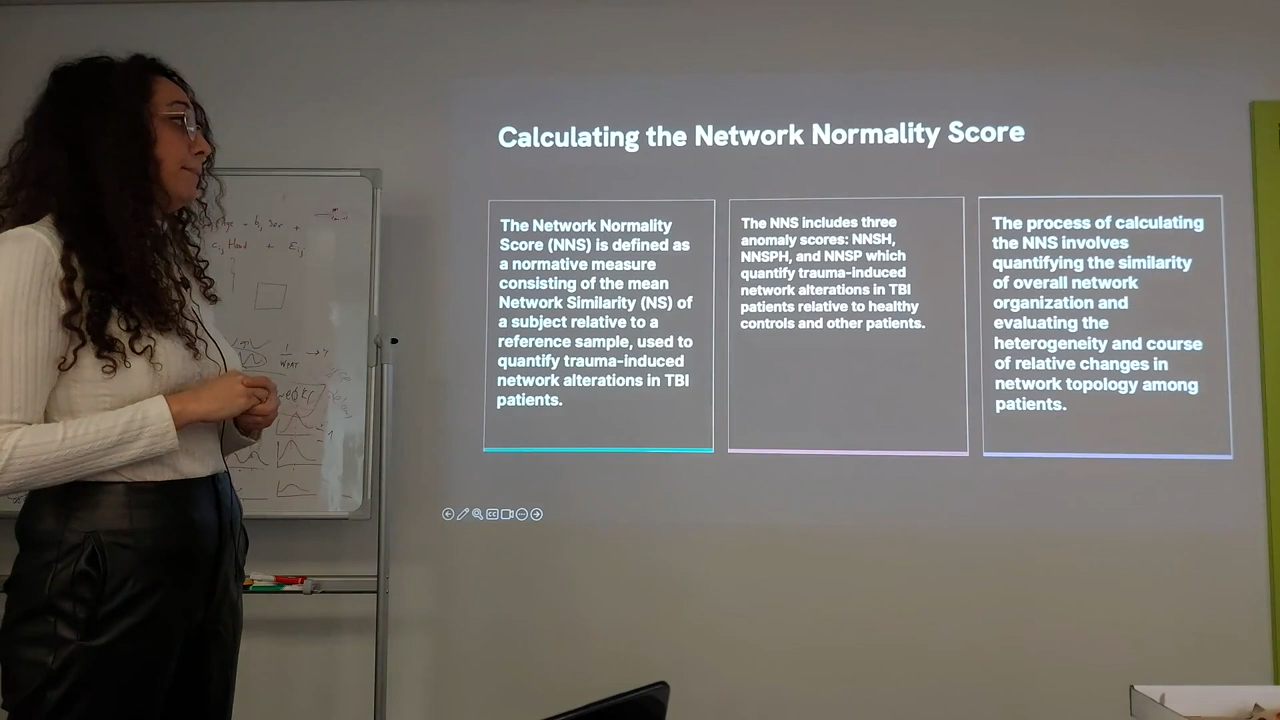 Calculating the Network Normality Score
The Network Normality
Score (NNS) is defined as
a normative measure
consisting of the mean
Network Similarity (NS) of
a subject relative to a
reference sample, used to
quantify trauma-induced
network alterations in TBI
patients.
The NNS includes three
anomaly scores: NNSH,
NNSPH, and NNSP which
quantify trauma-induced
network alterations in TBI
patients relative to healthy
controls and other patients.
The process of calculating
the NNS involves
quantifying the similarity
of overall network
organization and
evaluating the
heterogeneity and course
of relative changes in
network topology among
patients.